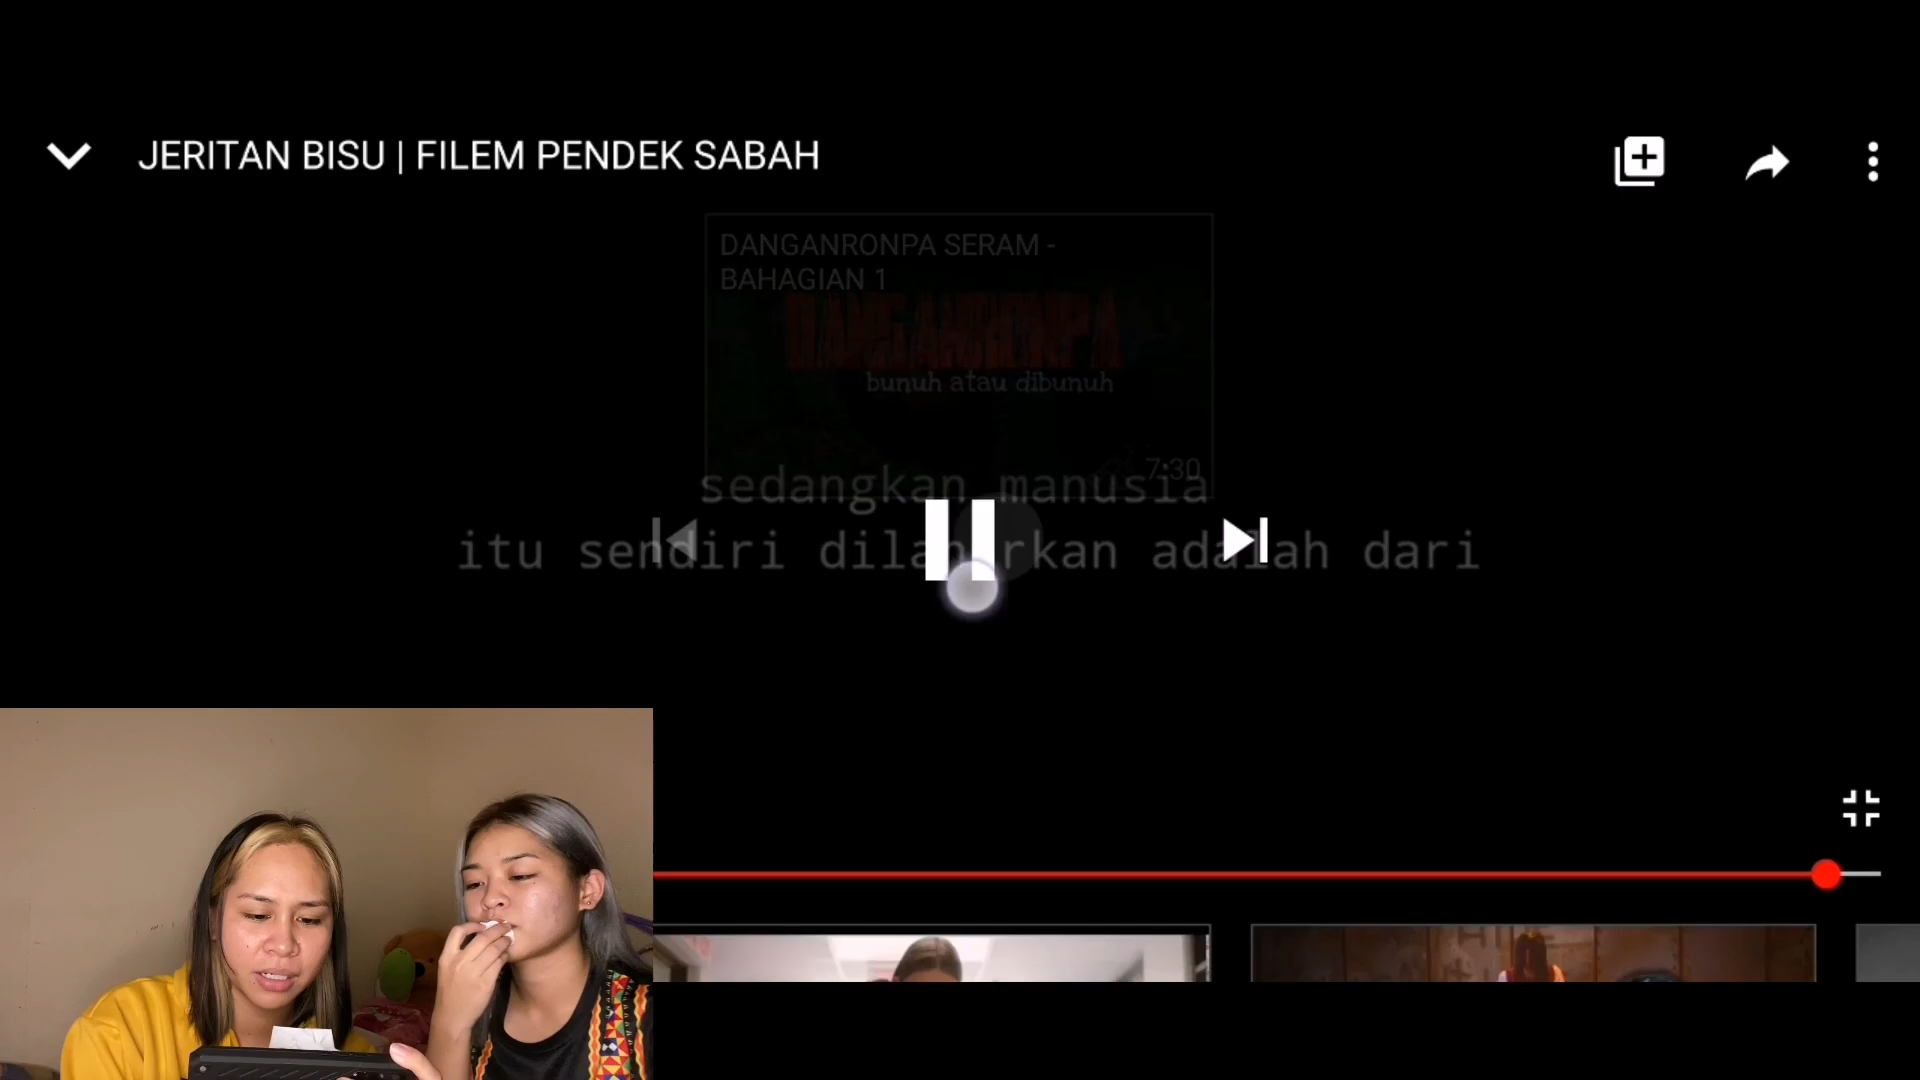 JERITAN BISU | FILEM PENDEK SABAH
DANGANRONPA SERAM -
BAHAGIAN 1
DANGANRONPA
bunuh atau dibunuh
7:30
sedangkan manusia
itu sendiri dilahirkan adalah dari